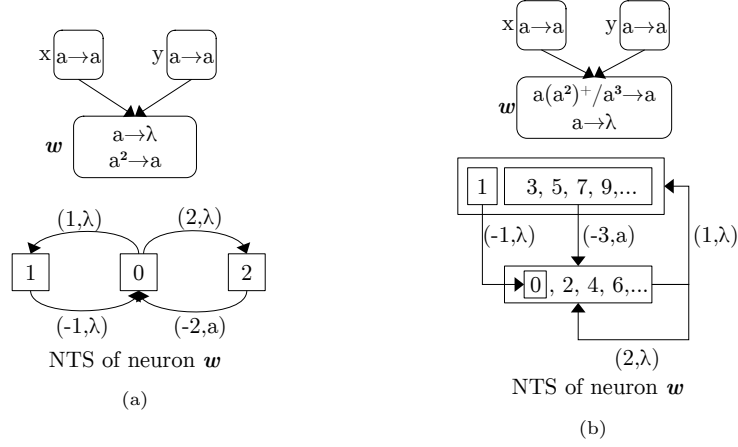 x a→a y a→a
w
a→λ
a²→a
(1,λ) (2,λ)
1 0 2
(-1,λ) (-2,a)
NTS of neuron w
(a)
x a→a y a→a
w
a(a²)⁺/a³→a
a→λ
1 3, 5, 7, 9,...
(-1,λ) (-3,a) (1,λ)
0, 2, 4, 6,...
(2,λ)
NTS of neuron w
(b)